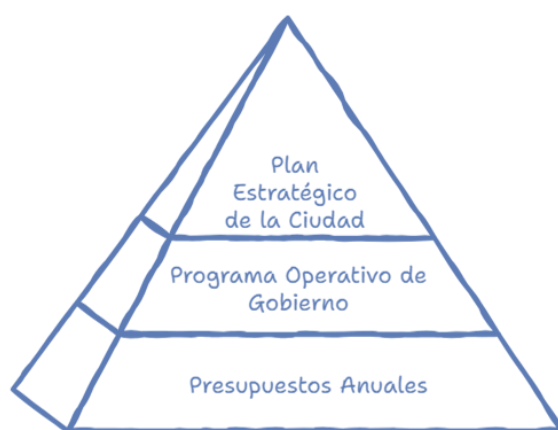 Plan
Estratégico
de la Ciudad
Programa Operativo de
Gobierno
Presupuestos Anuales